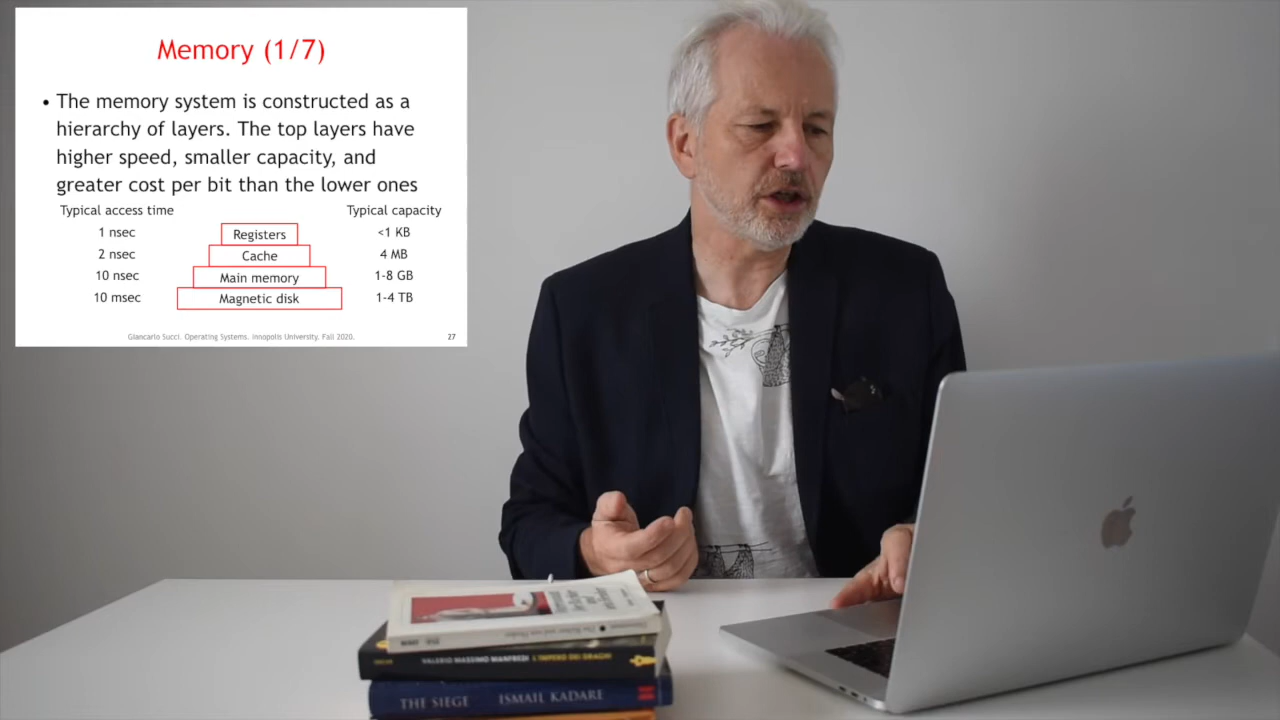 Memory (1/7)
• The memory system is constructed as a
hierarchy of layers. The top layers have
higher speed, smaller capacity, and
greater cost per bit than the lower ones
Typical access time Typical capacity
1 nsec Registers <1 KB
2 nsec Cache 4 MB
10 nsec Main memory 1-8 GB
10 msec Magnetic disk 1-4 TB
Giancarlo Succi. Operating Systems. Innopolis University. Fall 2020. 27
VALERIO MASSIMO MANFREDI L'IMPERO DEI DRAGHI
THE SIEGE ISMAIL KADARE